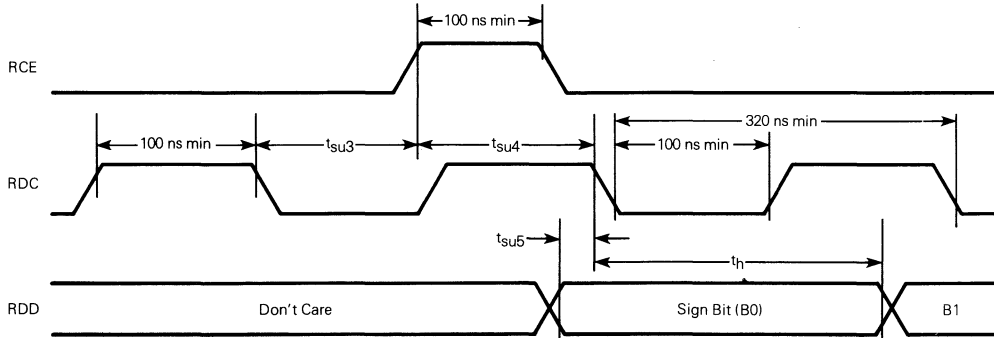 100 ns min
RCE
320 ns min
100 ns min
tsu3
tsu4
100 ns min
RDC
tsu5
th
RDD
Don't Care
Sign Bit (B0)
B1